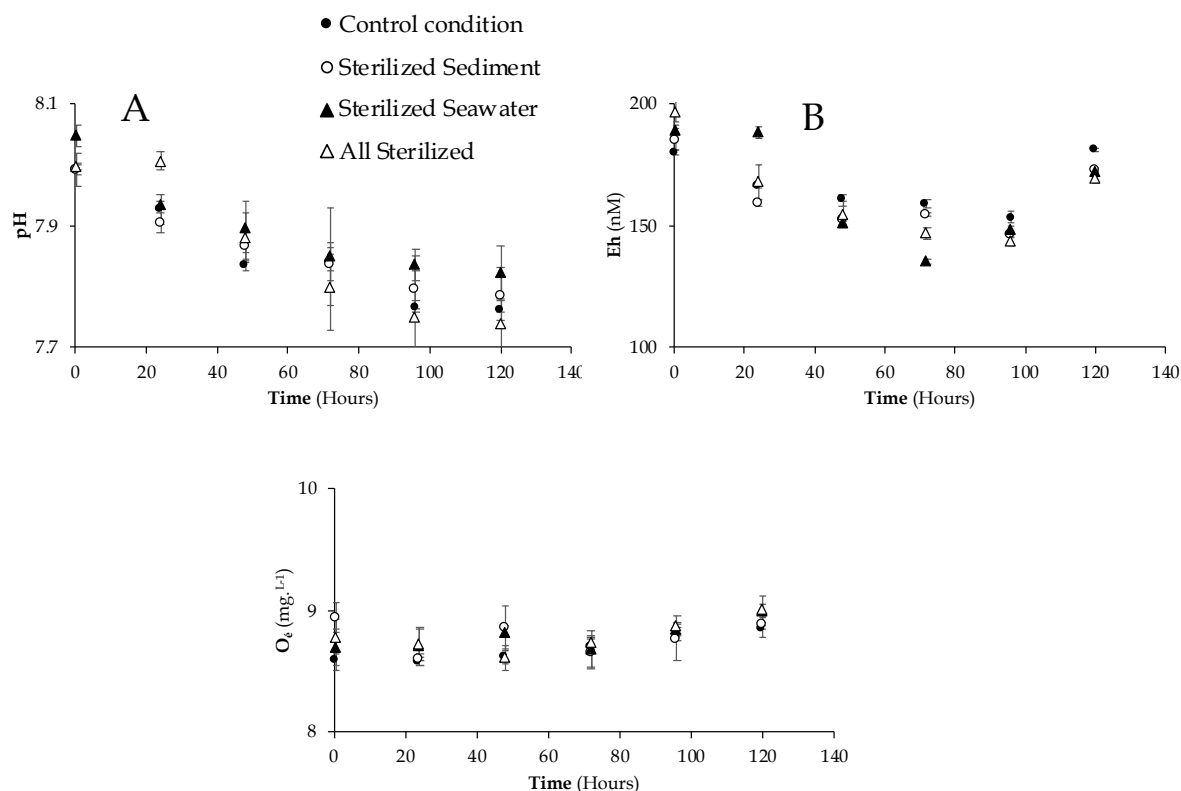 Control condition
Sterilized Sediment
Sterilized Seawater
All Sterilized
A
8.1
7.9
7.7
pH
0 20 40 60 80 100 120 140
Time (Hours)
B
200
150
100
Eh (nM)
0 20 40 60 80 100 120 140
Time (Hours)
10
9
8
O é (mg.L-1)
0 20 40 60 80 100 120 140
Time (Hours)